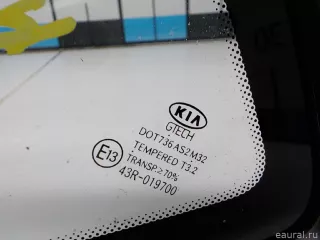 KIA
GTECH
DOT736 AS2 M32
TEMPERED T3.2
TRANSP.≥70%
E13
43R-019700
eaural.ru